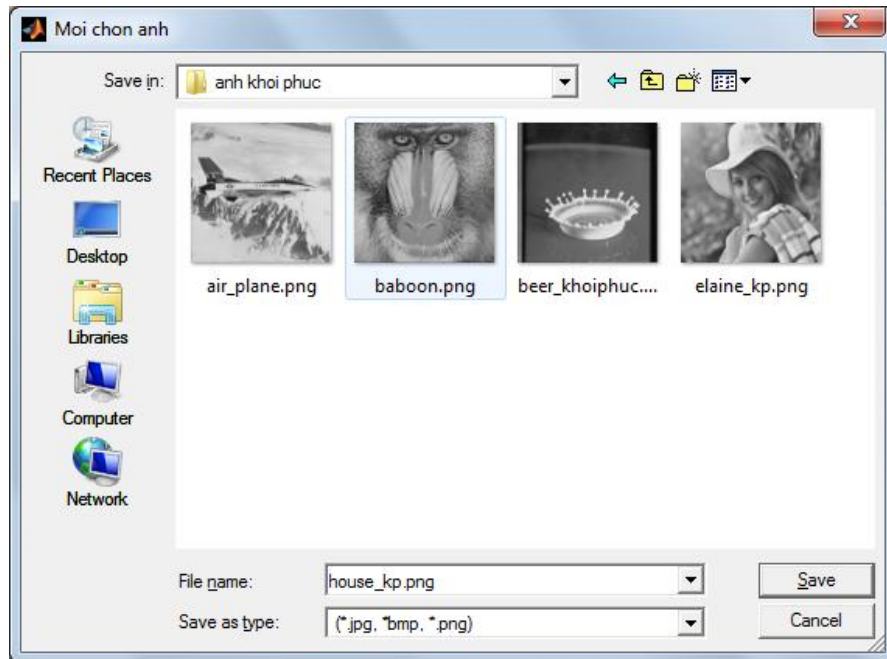 Moi chon anh
Save in:
anh khoi phuc
Recent Places
Desktop
Libraries
Computer
Network
air_plane.png
baboon.png
beer_khoiphuc....
elaine_kp.png
File name:
house_kp.png
Save
Save as type:
(*.jpg, *bmp, *.png)
Cancel